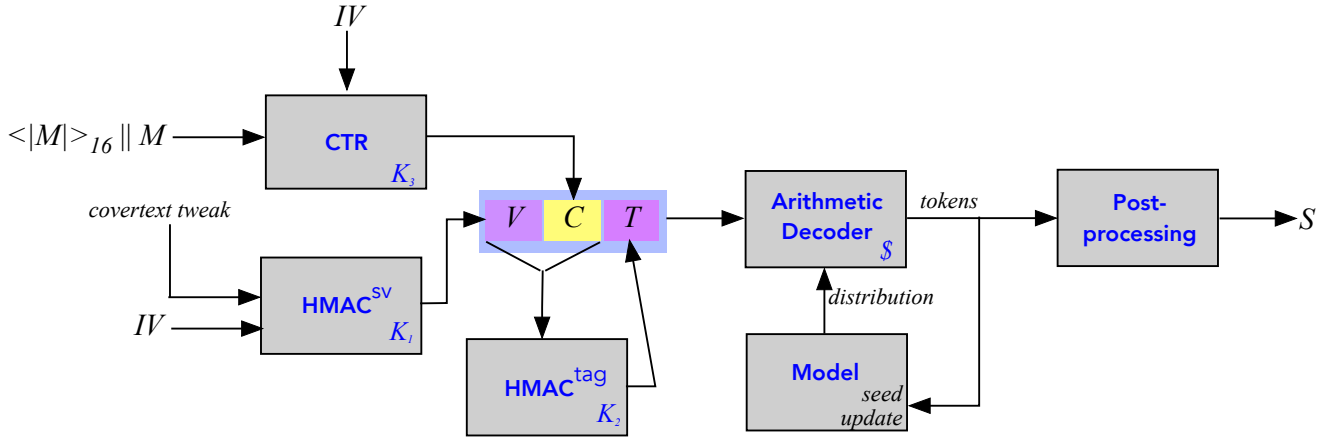 IV
<|M|>16 || M
CTR
K3
covertext tweak
V C T
Arithmetic
Decoder
$
tokens
Post-
processing
S
HMACsv
K1
IV
distribution
HMACtag
K2
Model
seed
update